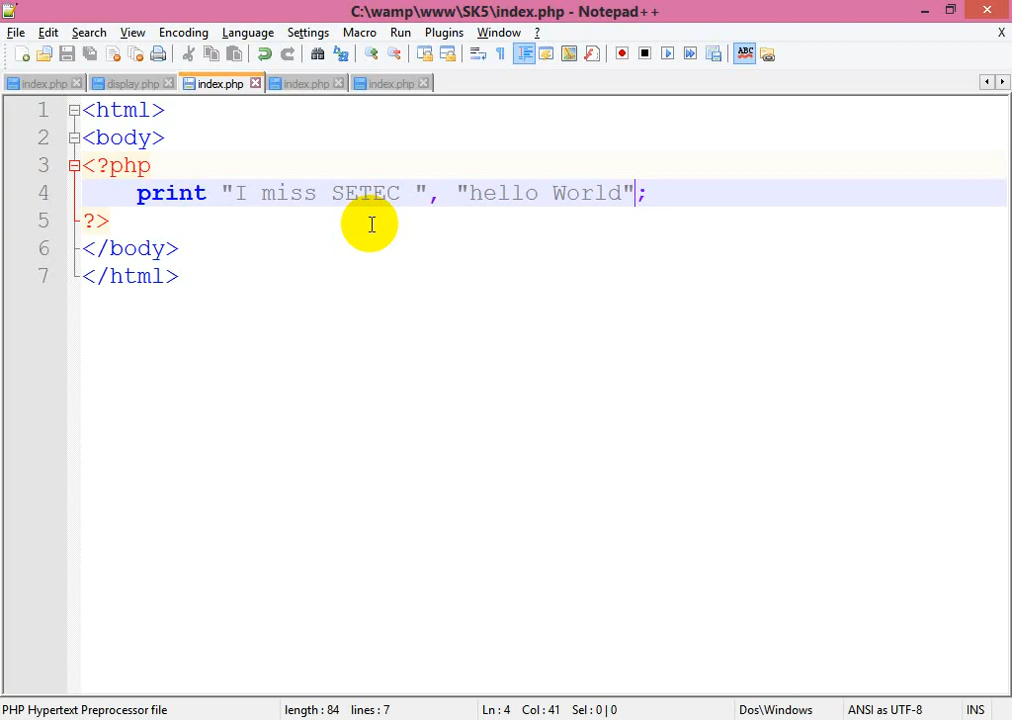 C:\wamp\www\SK5\index.php - Notepad++
File Edit Search View Encoding Language Settings Macro Run Plugins Window ? X
ABC
index.php display.php index.php index.php index.php
1 <html>
2 <body>
3 <?php
4 print "I miss SETEC ", "hello World";
5 ?>
6 </body>
7 </html>
PHP Hypertext Preprocessor file length : 84 lines : 7 Ln : 4 Col : 41 Sel : 0 | 0 Dos\Windows ANSI as UTF-8 INS